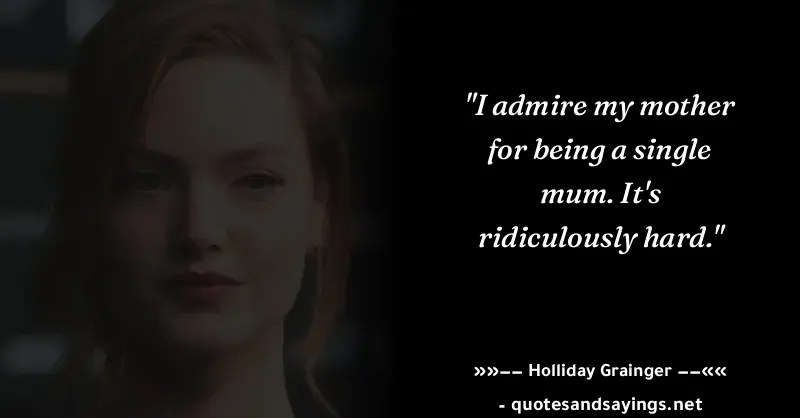 "I admire my mother
for being a single
mum. It's
ridiculously hard."
»»−− Holliday Grainger −−««
- quotesandsayings.net